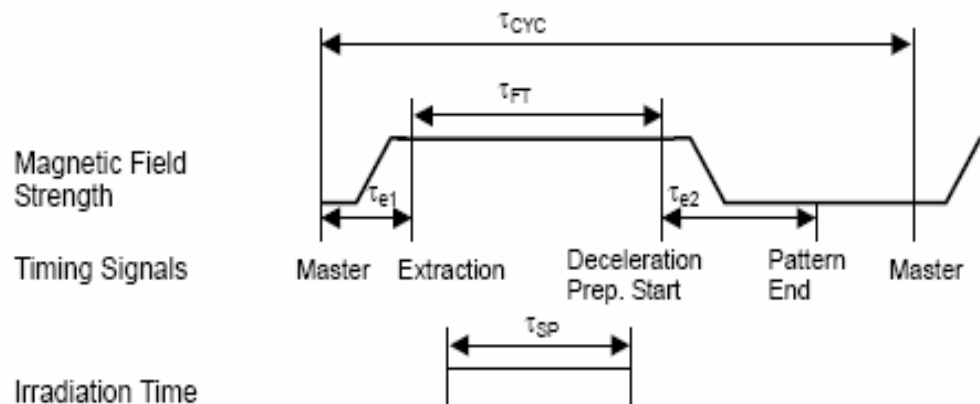 τCYC
τFT
Magnetic Field
Strength
τe1
τe2
Timing Signals
Master
Extraction
Deceleration
Prep. Start
Pattern
End
Master
τSP
Irradiation Time